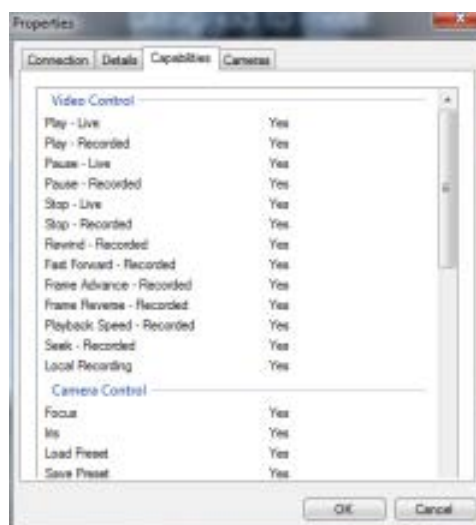 Properties
Connection Details Capabilities Cameras
Video Control
Play - Live Yes
Play - Recorded Yes
Pause - Live Yes
Pause - Recorded Yes
Stop - Live Yes
Stop - Recorded Yes
Rewind - Recorded Yes
Fast Forward - Recorded Yes
Frame Advance - Recorded Yes
Frame Reverse - Recorded Yes
Playback Speed - Recorded Yes
Seek - Recorded Yes
Local Recording Yes
Camera Control
Focus Yes
Iris Yes
Load Preset Yes
Save Preset Yes
OK Cancel